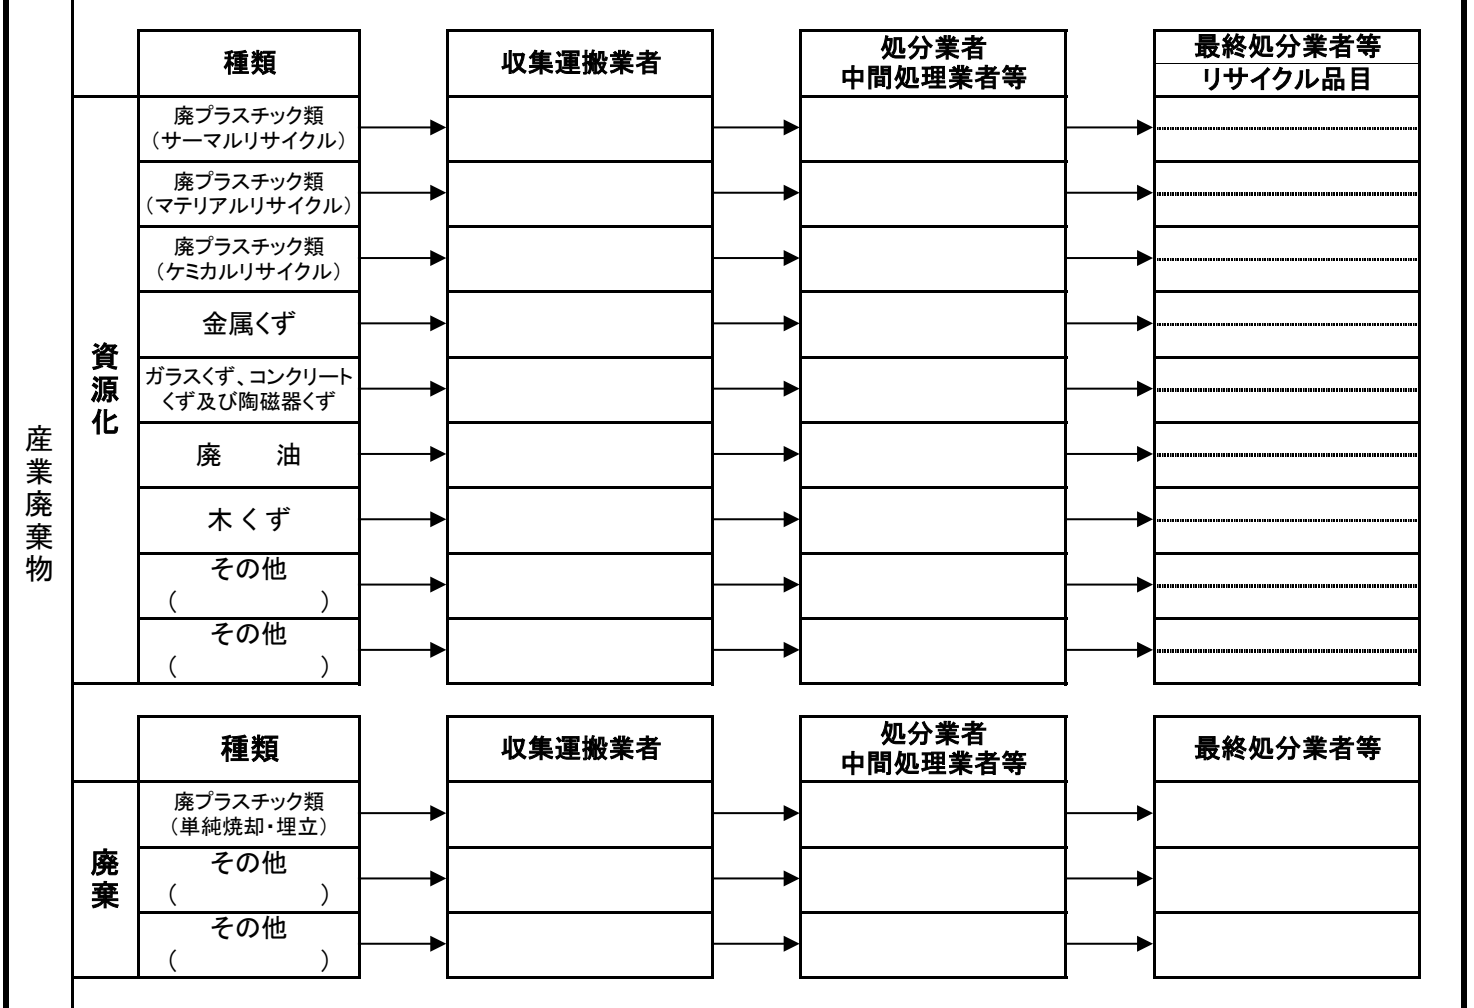 産業廃棄物
資源化
種類
収集運搬業者
処分業者
中間処理業者等
最終処分業者等
リサイクル品目
廃プラスチック類
（サーマルリサイクル）
廃プラスチック類
（マテリアルリサイクル）
廃プラスチック類
（ケミカルリサイクル）
金属くず
ガラスくず、コンクリート
くず及び陶磁器くず
廃　　油
木くず
その他
（　　　　　　）
その他
（　　　　　　）
廃棄
種類
収集運搬業者
処分業者
中間処理業者等
最終処分業者等
廃プラスチック類
（単純焼却・埋立）
その他
（　　　　　　）
その他
（　　　　　　）